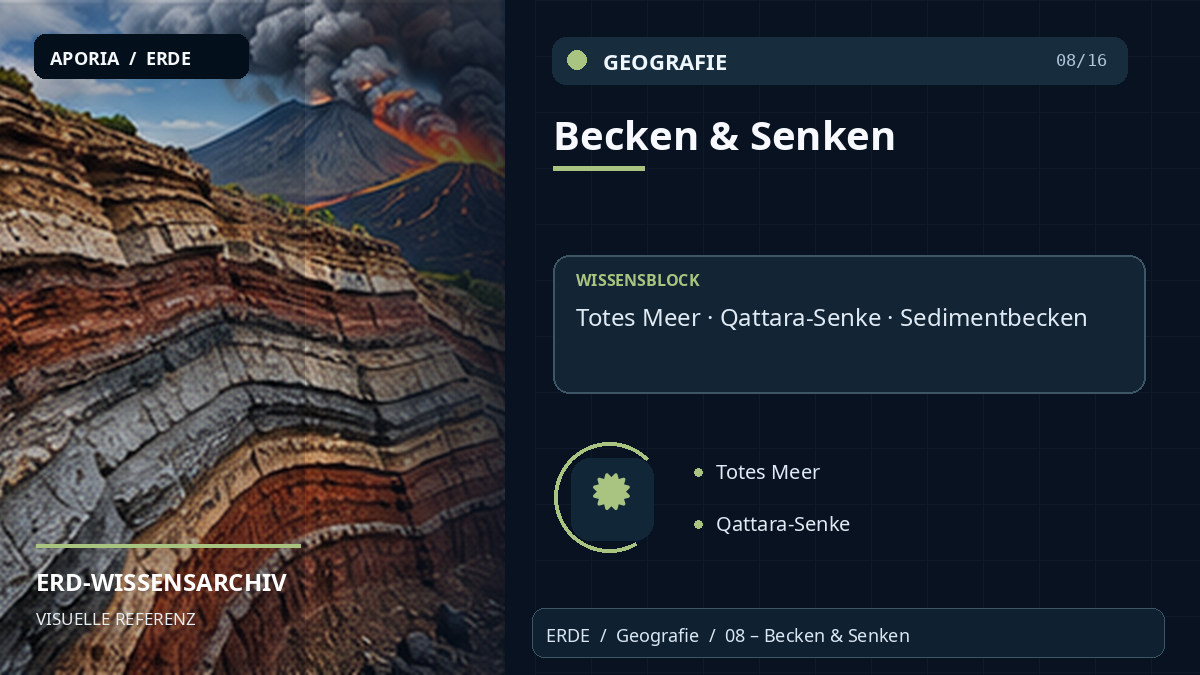 APORIA / ERDE
ERD-WISSENSARCHIV
VISUELLE REFERENZ
GEOGRAFIE 08/16
Becken & Senken
WISSENSBLOCK
Totes Meer · Qattara-Senke · Sedimentbecken
Totes Meer
Qattara-Senke
ERDE / Geografie / 08 – Becken & Senken